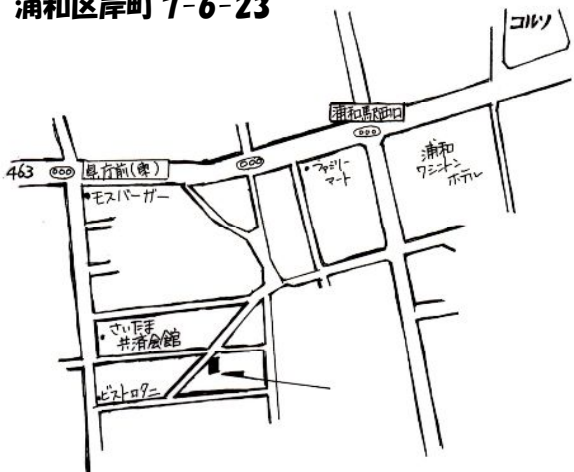 浦和区岸町 7-6-23
コルソ
浦和駅西口
463
県庁前(東)
モスバーガー
ファミリー
マート
浦和
ワシントン
ホテル
さいたま
共済会館
ビストロタニ